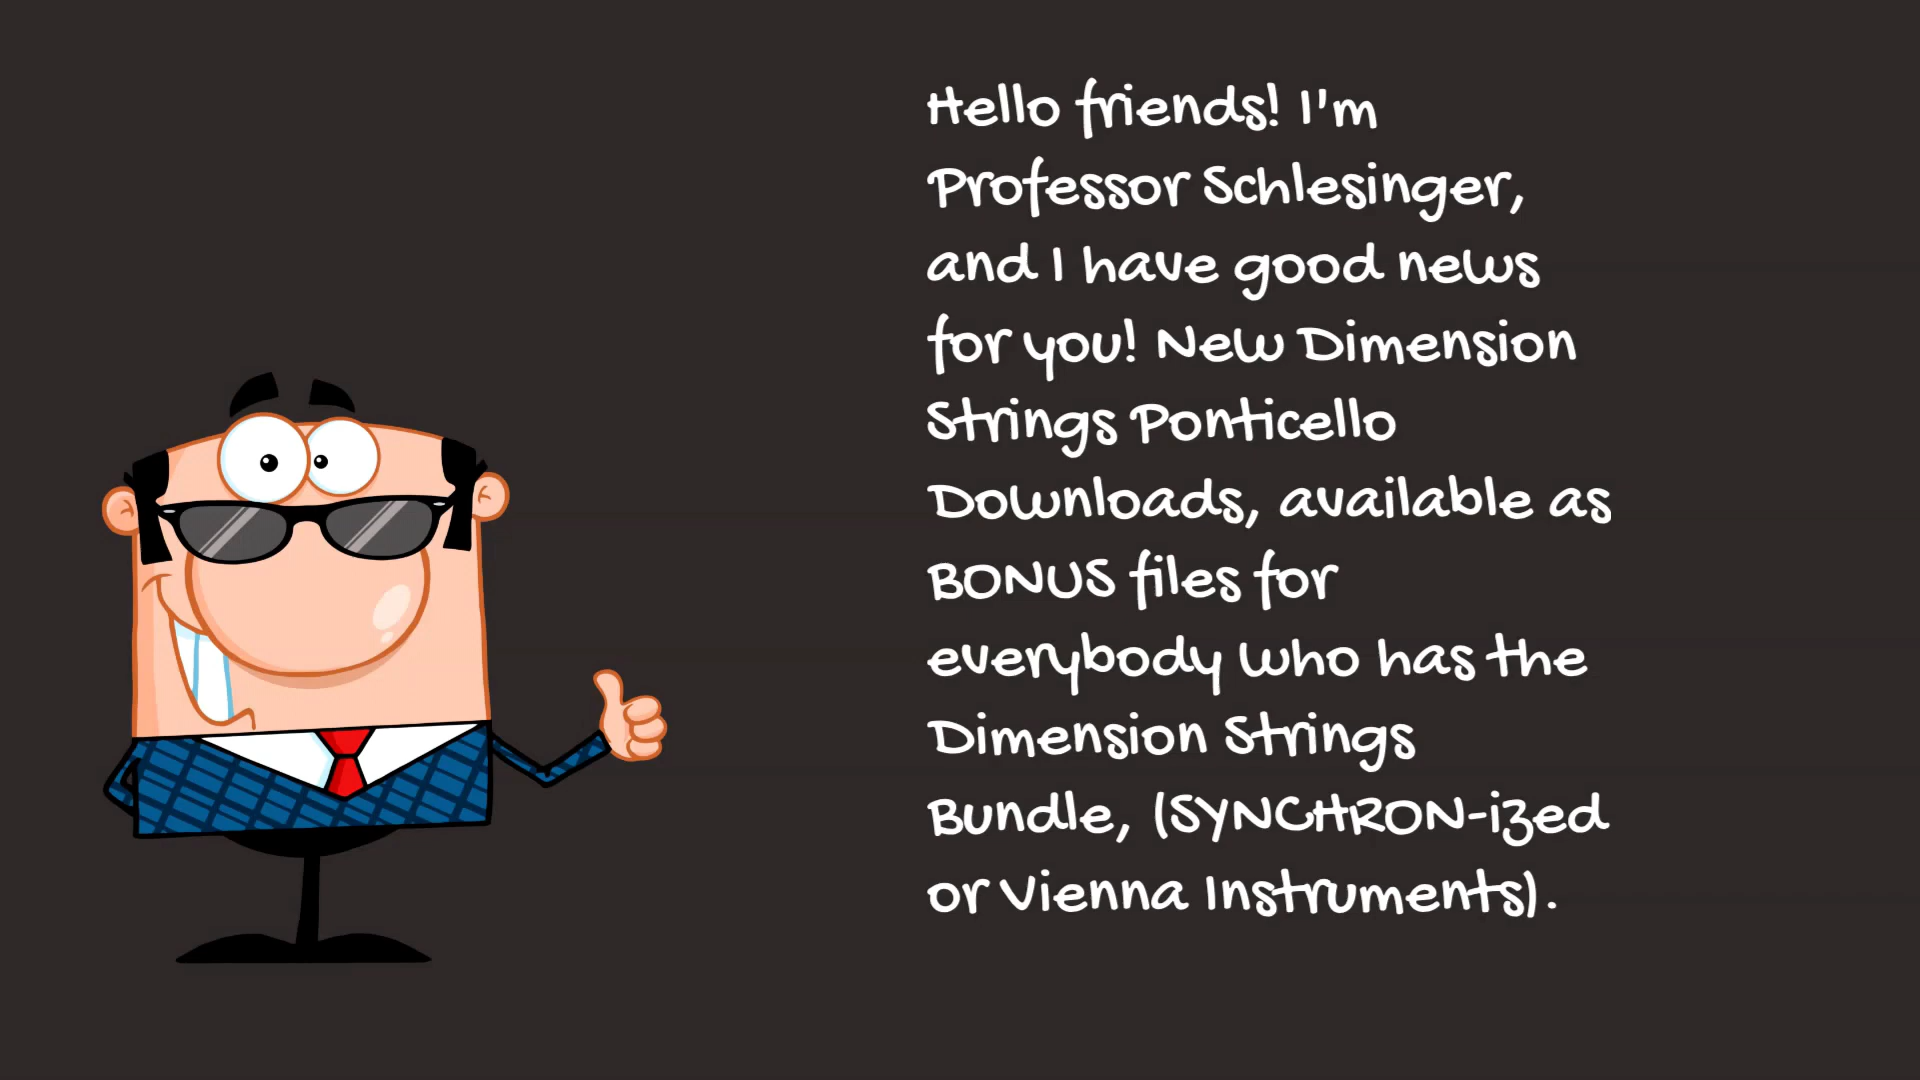 Hello friends! I'm
Professor Schlesinger,
and I have good news
for you! New Dimension
Strings Ponticello
Downloads, available as
BONUS files for
everybody who has the
Dimension Strings
Bundle, (SYNCHRON-ized
or Vienna Instruments).